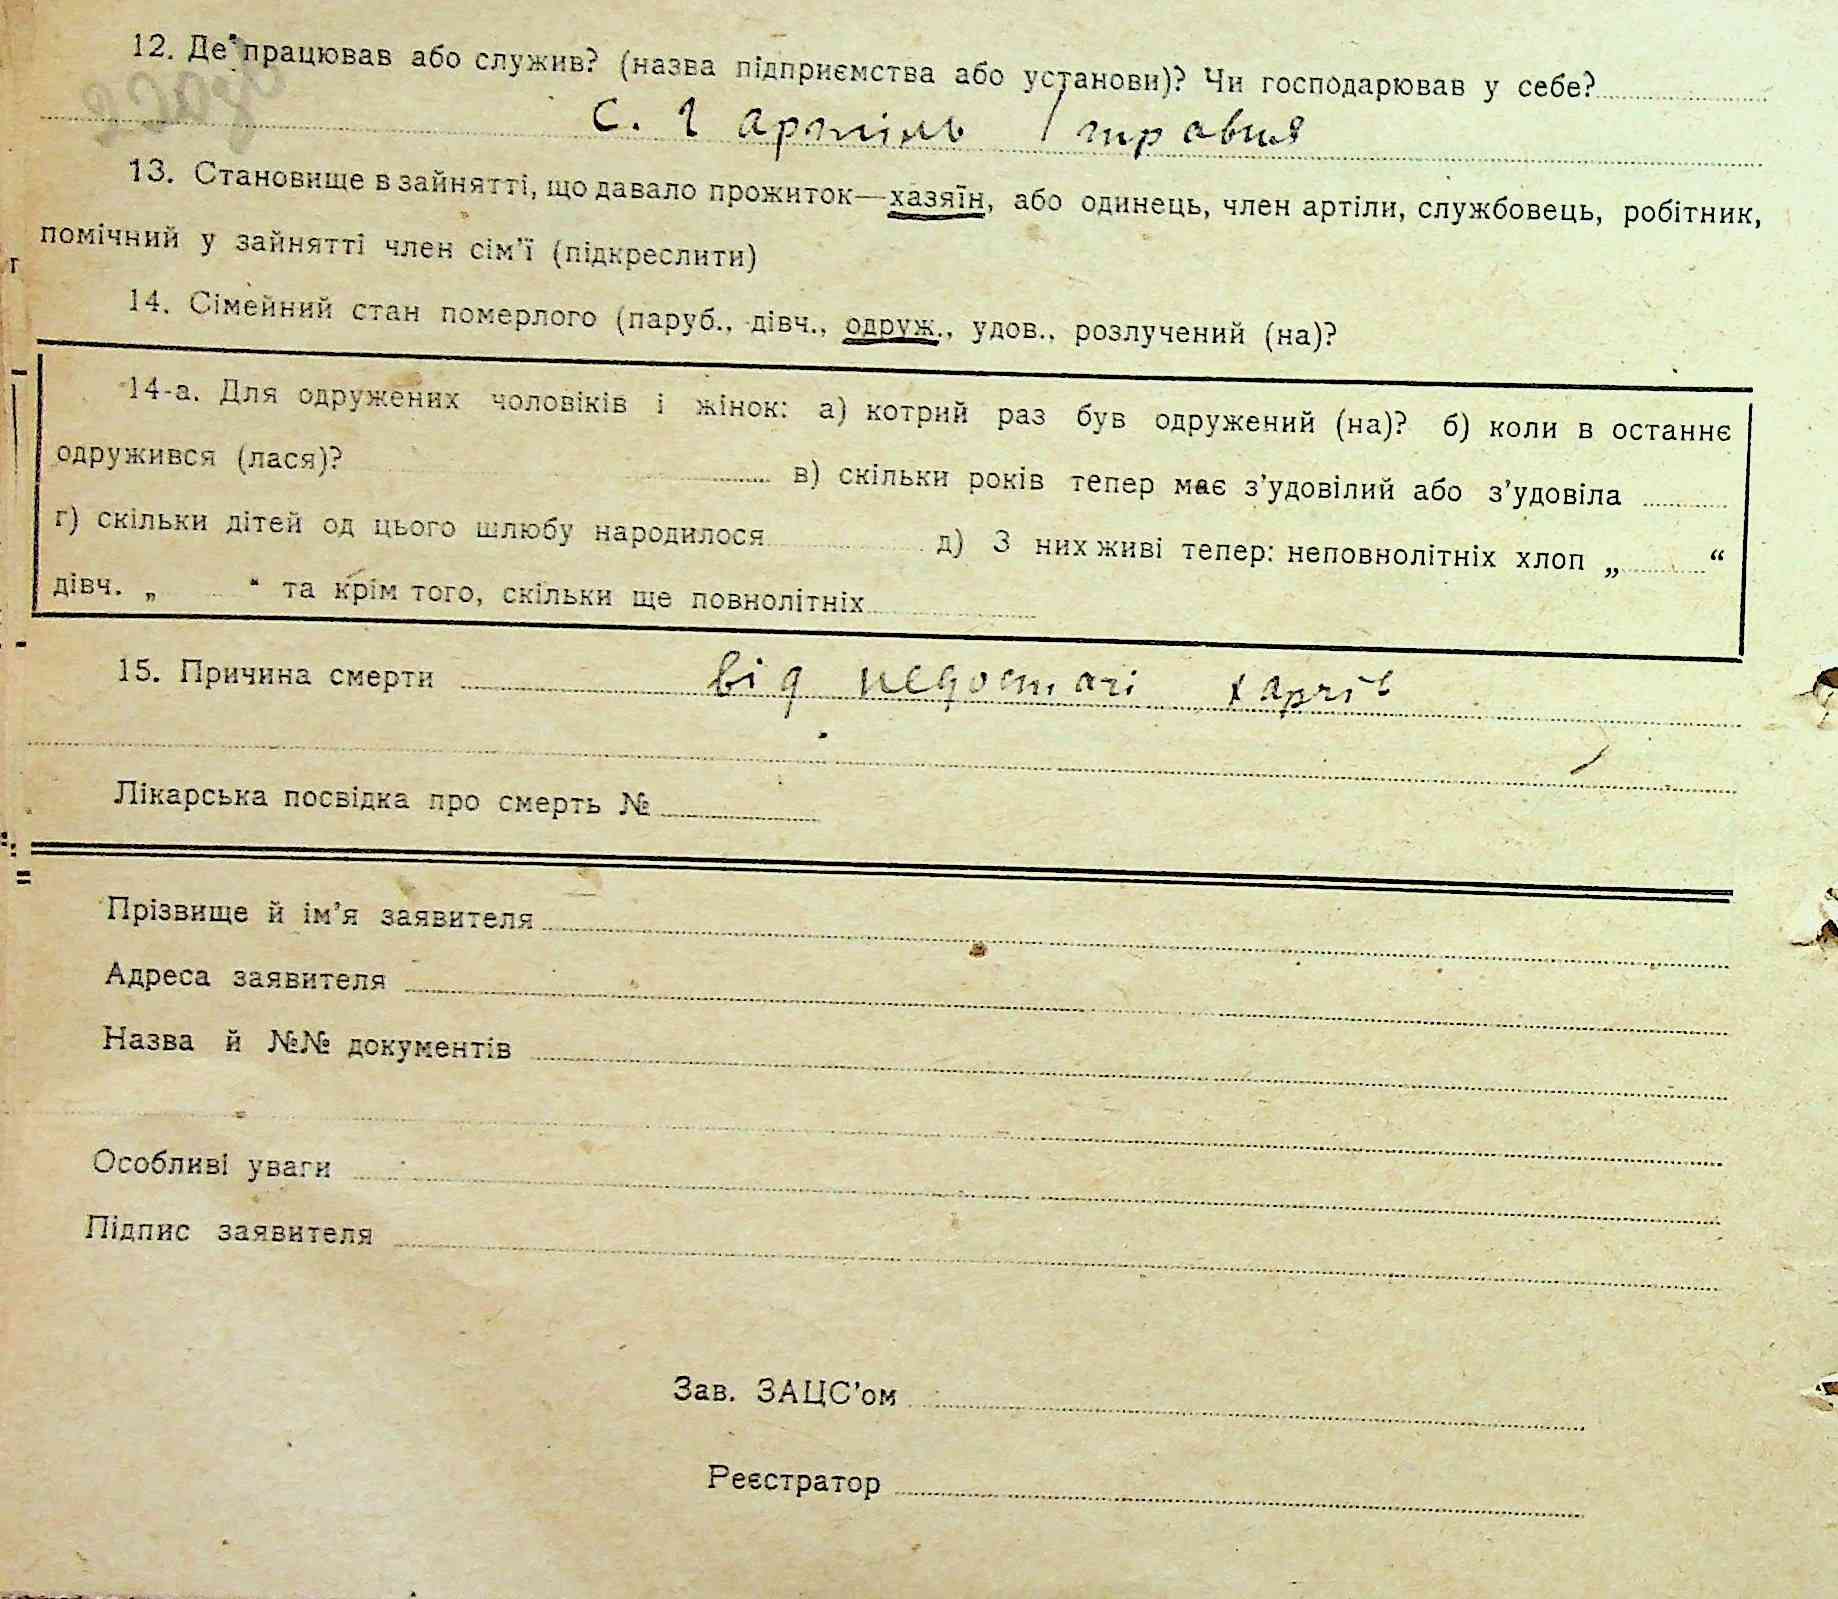 12. Де працював або служив? (назва підприємства або установи)? Чи господарював у себе?
с. г артіль 1 травня
13. Становище в зайнятті, що давало прожиток—хазяїн, або одинець, член артіли, службовець, робітник,
помічний у зайнятті член сім’ї (підкреслити)
14. Сімейний стан померлого (паруб., дівч., одруж., удов., розлучений (на)?
14-а. Для одружених чоловіків і жінок: а) котрий раз був одружений (на)? б) коли в останнє
одружився (лася)? в) скільки років тепер має з’удовілий або з’удовіла
г) скільки дітей од цього шлюбу народилося д) З них живі тепер: неповнолітніх хлоп „ “
дівч. „ “ та крім того, скільки ще повнолітніх
15. Причина смерти від недостачі харчів
Лікарська посвідка про смерть №
Прізвище й ім’я заявителя
Адреса заявителя
Назва й №№ документів
Особливі уваги
Підпис заявителя
Зав. ЗАЦС’ом
Реєстратор